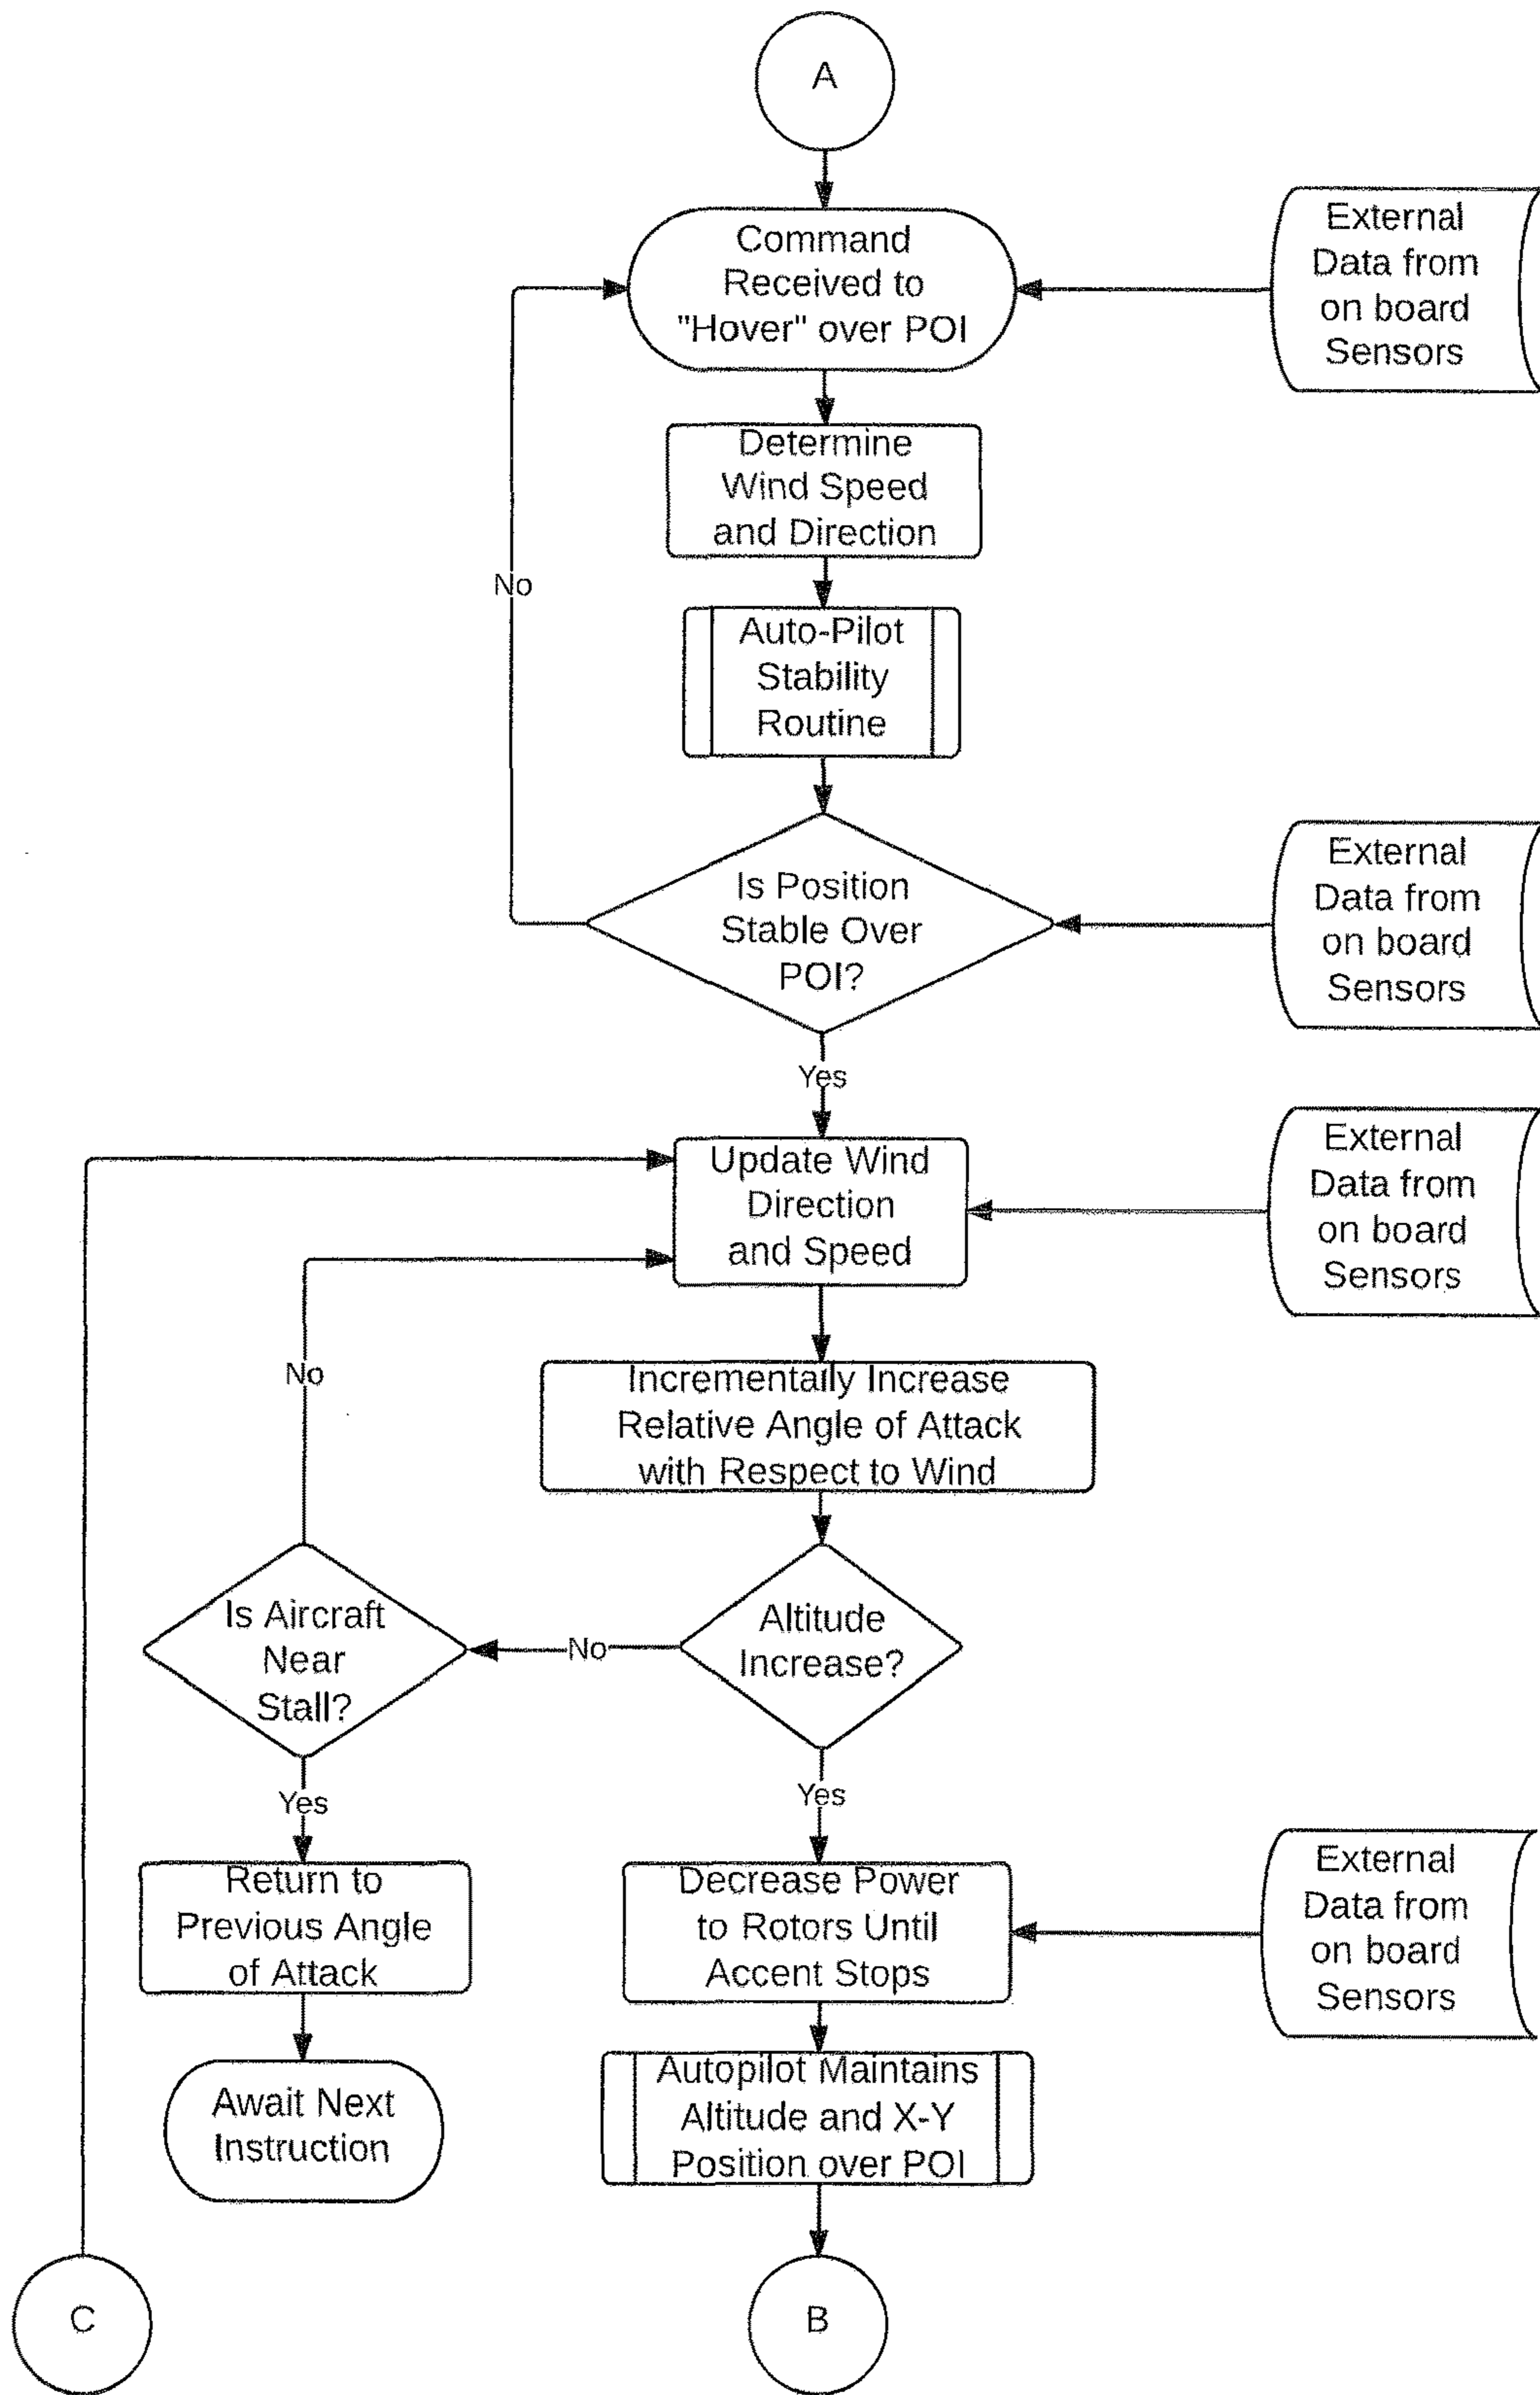 A
Command
Received to
"Hover" over POI
External
Data from
on board
Sensors
Determine
Wind Speed
and Direction
No
Auto-Pilot
Stability
Routine
Is Position
Stable Over
POI?
External
Data from
on board
Sensors
Yes
Update Wind
Direction
and Speed
External
Data from
on board
Sensors
No
Incrementally Increase
Relative Angle of Attack
with Respect to Wind
Is Aircraft
Near
Stall?
No
Altitude
Increase?
Yes
Yes
Return to
Previous Angle
of Attack
Decrease Power
to Rotors Until
Accent Stops
External
Data from
on board
Sensors
Await Next
Instruction
Autopilot Maintains
Altitude and X-Y
Position over POI
C
B